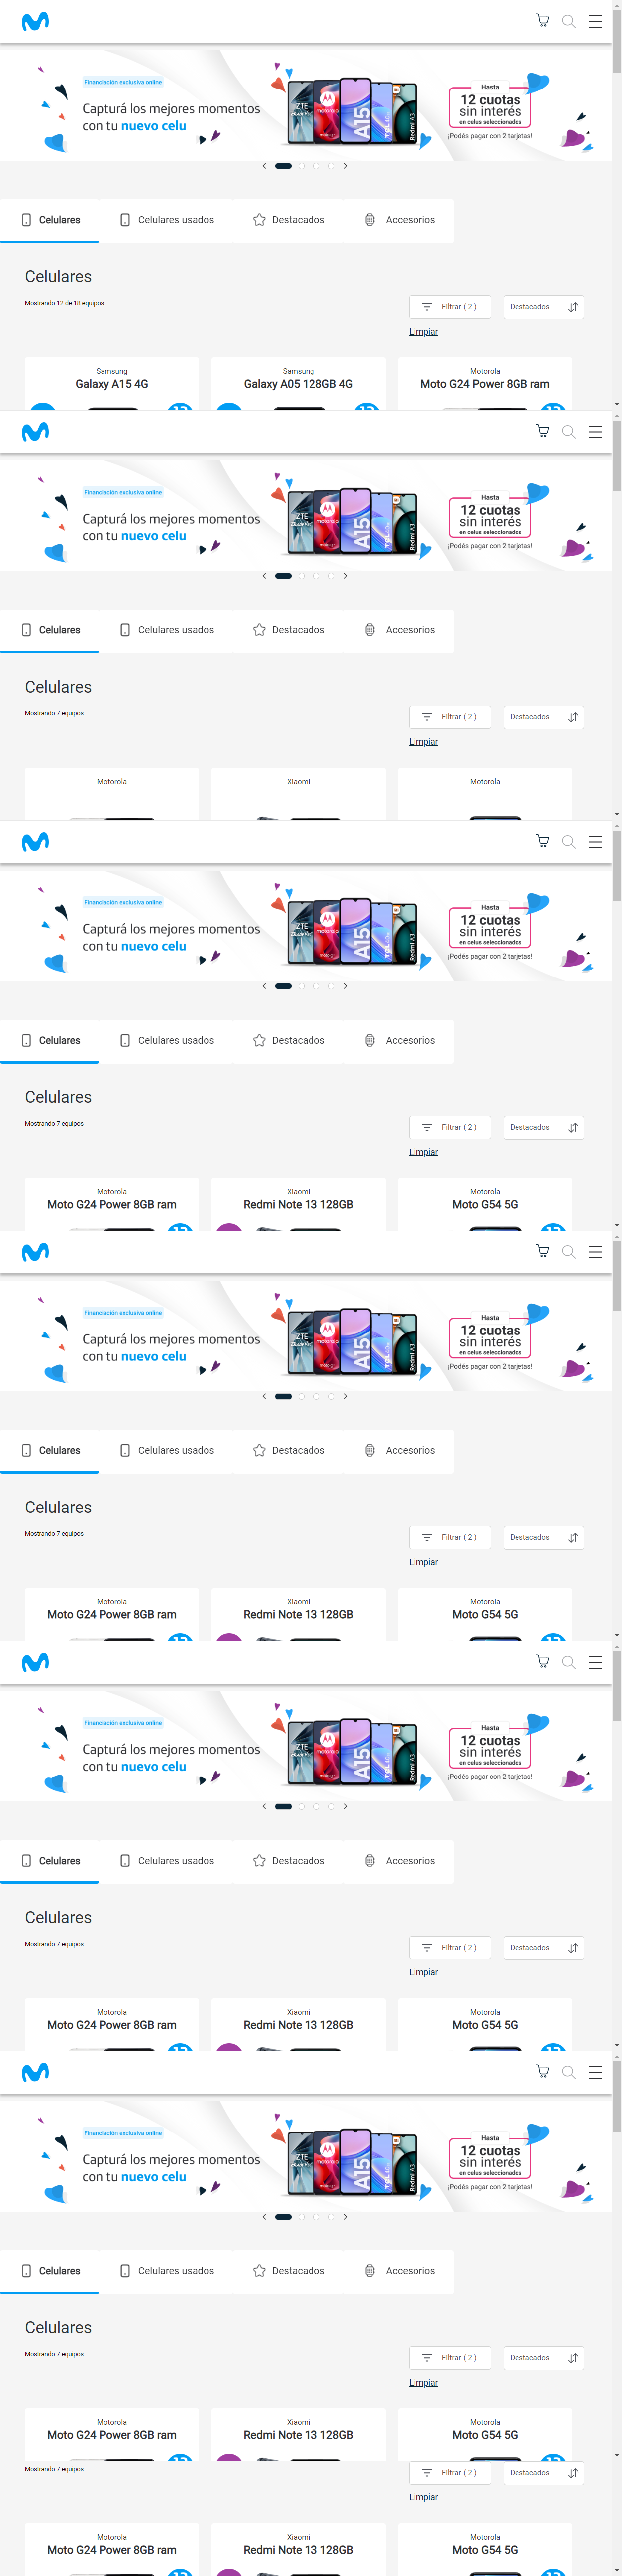 Financiación exclusiva online
Capturá los mejores momentos
con tu nuevo celu
Hasta
12 cuotas
sin interés
en celus seleccionados
¡Podés pagar con 2 tarjetas!
Celulares
Celulares usados
Destacados
Accesorios
Celulares
Mostrando 12 de 18 equipos
Filtrar ( 2 )
Destacados
Limpiar
Samsung
Galaxy A15 4G
Samsung
Galaxy A05 128GB 4G
Motorola
Moto G24 Power 8GB ram
Financiación exclusiva online
Capturá los mejores momentos
con tu nuevo celu
Hasta
12 cuotas
sin interés
en celus seleccionados
¡Podés pagar con 2 tarjetas!
Celulares
Celulares usados
Destacados
Accesorios
Celulares
Mostrando 7 equipos
Filtrar ( 2 )
Destacados
Limpiar
Motorola
Xiaomi
Motorola
Financiación exclusiva online
Capturá los mejores momentos
con tu nuevo celu
Hasta
12 cuotas
sin interés
en celus seleccionados
¡Podés pagar con 2 tarjetas!
Celulares
Celulares usados
Destacados
Accesorios
Celulares
Mostrando 7 equipos
Filtrar ( 2 )
Destacados
Limpiar
Motorola
Moto G24 Power 8GB ram
Xiaomi
Redmi Note 13 128GB
Motorola
Moto G54 5G
Financiación exclusiva online
Capturá los mejores momentos
con tu nuevo celu
Hasta
12 cuotas
sin interés
en celus seleccionados
¡Podés pagar con 2 tarjetas!
Celulares
Celulares usados
Destacados
Accesorios
Celulares
Mostrando 7 equipos
Filtrar ( 2 )
Destacados
Limpiar
Motorola
Moto G24 Power 8GB ram
Xiaomi
Redmi Note 13 128GB
Motorola
Moto G54 5G
Financiación exclusiva online
Capturá los mejores momentos
con tu nuevo celu
Hasta
12 cuotas
sin interés
en celus seleccionados
¡Podés pagar con 2 tarjetas!
Celulares
Celulares usados
Destacados
Accesorios
Celulares
Mostrando 7 equipos
Filtrar ( 2 )
Destacados
Limpiar
Motorola
Moto G24 Power 8GB ram
Xiaomi
Redmi Note 13 128GB
Motorola
Moto G54 5G
Financiación exclusiva online
Capturá los mejores momentos
con tu nuevo celu
Hasta
12 cuotas
sin interés
en celus seleccionados
¡Podés pagar con 2 tarjetas!
Celulares
Celulares usados
Destacados
Accesorios
Celulares
Mostrando 7 equipos
Filtrar ( 2 )
Destacados
Limpiar
Motorola
Moto G24 Power 8GB ram
Xiaomi
Redmi Note 13 128GB
Motorola
Moto G54 5G
Mostrando 7 equipos
Filtrar ( 2 )
Destacados
Limpiar
Motorola
Moto G24 Power 8GB ram
Xiaomi
Redmi Note 13 128GB
Motorola
Moto G54 5G